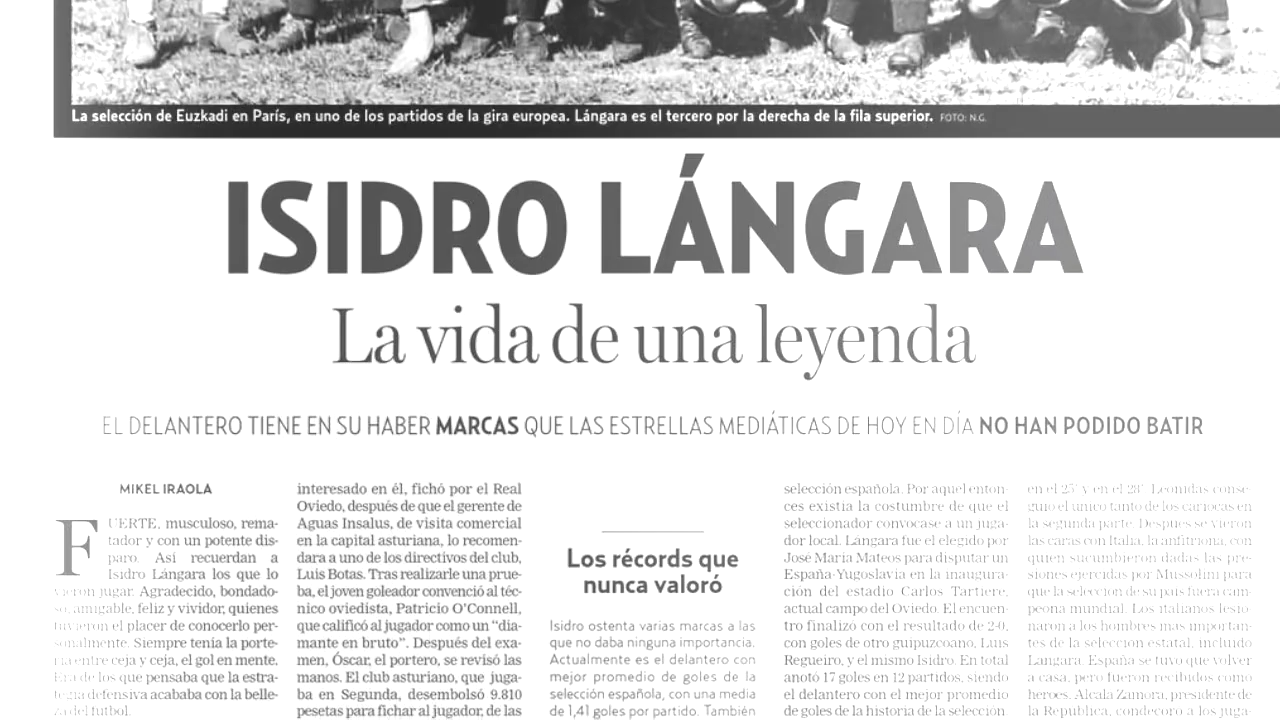 La selección de Euzkadi en París, en uno de los partidos de la gira europea. Lángara es el tercero por la derecha de la fila superior. FOTO: N.G.
ISIDRO LÁNGARA
La vida de una leyenda
EL DELANTERO TIENE EN SU HABER MARCAS QUE LAS ESTRELLAS MEDIÁTICAS DE HOY EN DÍA NO HAN PODIDO BATIR
MIKEL IRAOLA
FUERTE, musculoso, rema-
tador y con un potente dis-
paro. Así recuerdan a
Isidro Lángara los que lo
vieron jugar. Agradecido, bondado-
so, amigable, feliz y vividor, quienes
tuvieron el placer de conocerlo per-
sonalmente. Siempre tenía la porte-
ría entre ceja y ceja, el gol en mente.
Era de los que pensaba que la estra-
tegia defensiva acababa con la belle-
za del futbol.
interesado en él, fichó por el Real
Oviedo, después de que el gerente de
Aguas Insalus, de visita comercial
en la capital asturiana, lo recomen-
dara a uno de los directivos del club,
Luis Botas. Tras realizarle una prue-
ba, el joven goleador convenció al téc-
nico oviedista, Patricio O'Connell,
que calificó al jugador como un "dia-
mante en bruto". Después del exa-
men, Óscar, el portero, se revisó las
manos. El club asturiano, que juga-
ba en Segunda, desembolsó 9.810
pesetas para fichar al jugador, de las
Los récords que
nunca valoró
Isidro ostenta varias marcas a las
que no daba ninguna importancia.
Actualmente es el delantero con
mejor promedio de goles de la
selección española, con una media
de 1,41 goles por partido. También
selección española. Por aquel enton-
ces existía la costumbre de que el
seleccionador convocase a un juga-
dor local. Lángara fue el elegido por
José María Mateos para disputar un
España-Yugoslavia en la inaugura-
ción del estadio Carlos Tartiere,
actual campo del Oviedo. El encuen-
tro finalizó con el resultado de 2-0,
con goles de otro guipuzcoano, Luis
Regueiro, y el mismo Isidro. En total
anotó 17 goles en 12 partidos, siendo
el delantero con el mejor promedio
de goles de la historia de la selección
en el 25' y en el 28'. Leonidas conse-
guío el único tanto de los cariocas en
la segunda parte. Después se vieron
las caras con Italia, la anfitriona, con
quien sucumbieron dadas las pre-
siones ejercidas por Mussolini para
que la selección de su país fuera cam-
peona mundial. Los italianos lesio-
naron a los hombres más importan-
tes de la selección estatal, incluido
Lángara. España se tuvo que volver
a casa, pero fueron recibidos como
héroes. Alcalá Zamora, presidente de
la República, condecoró a los juga-